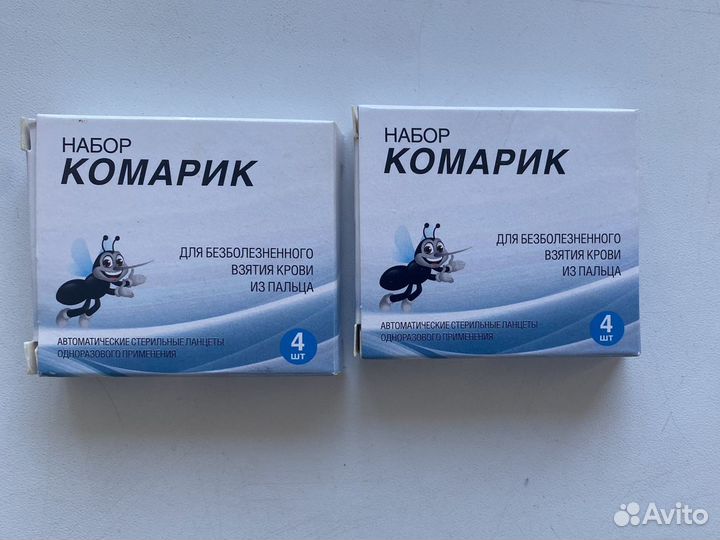 НАБОР
КОМАРИК
ДЛЯ БЕЗБОЛЕЗНЕННОГО
ВЗЯТИЯ КРОВИ
ИЗ ПАЛЬЦА
АВТОМАТИЧЕСКИЕ СТЕРИЛЬНЫЕ ЛАНЦЕТЫ
ОДНОРАЗОВОГО ПРИМЕНЕНИЯ
4
шт
НАБОР
КОМАРИК
ДЛЯ БЕЗБОЛЕЗНЕННОГО
ВЗЯТИЯ КРОВИ
ИЗ ПАЛЬЦА
АВТОМАТИЧЕСКИЕ СТЕРИЛЬНЫЕ ЛАНЦЕТЫ
ОДНОРАЗОВОГО ПРИМЕНЕНИЯ
4
шт
Avito